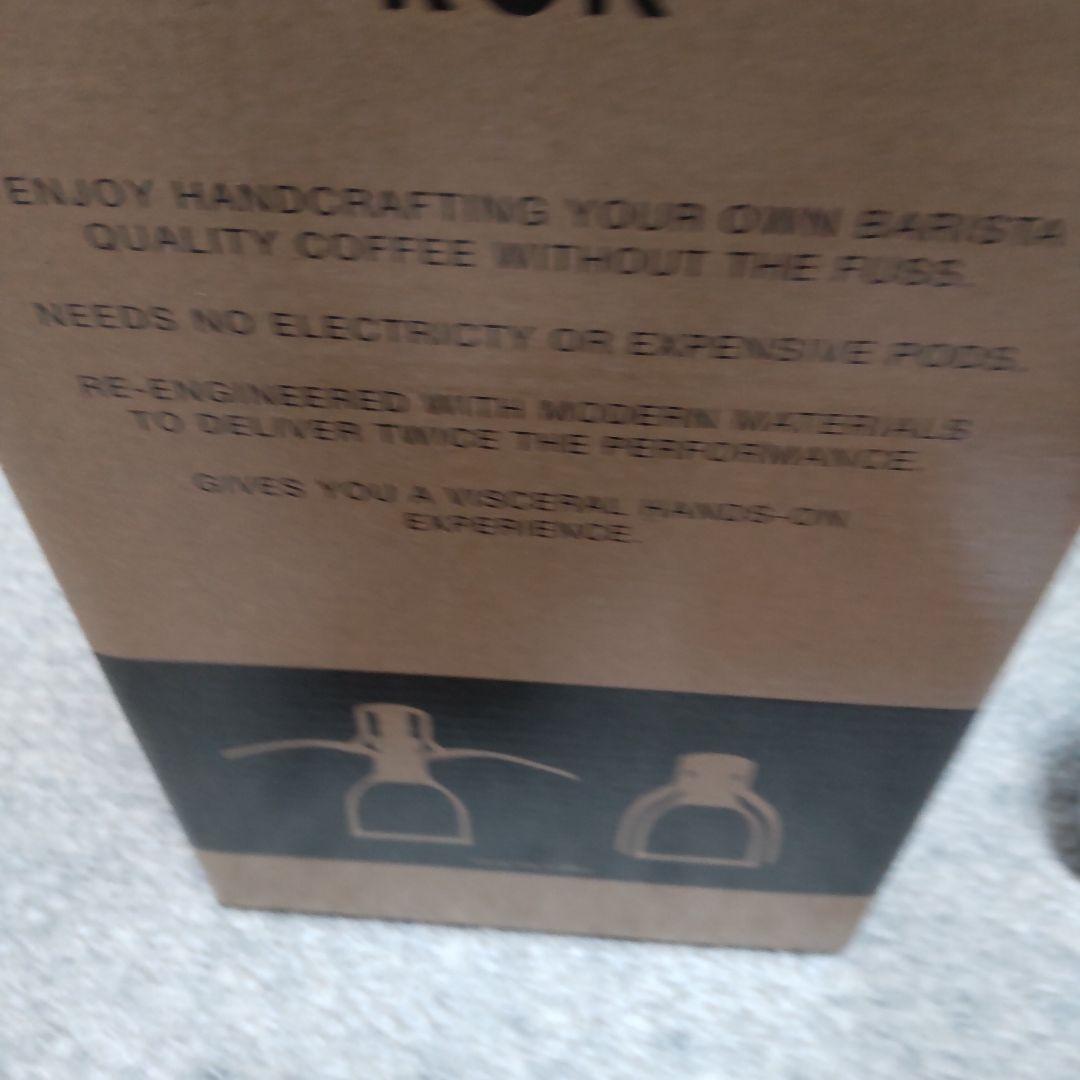 ENJOY HANDCRAFTING YOUR OWN BARISTA
QUALITY COFFEE WITHOUT THE FUSS.
NEEDS NO ELECTRICTY OR EXPENSIVE PODS.
RE-ENGINEERED WITH MODERN MATERIALS
TO DELIVER TWICE THE PERFORMANCE.
GIVES YOU A VISCERAL HANDS-ON
EXPERIENCE.